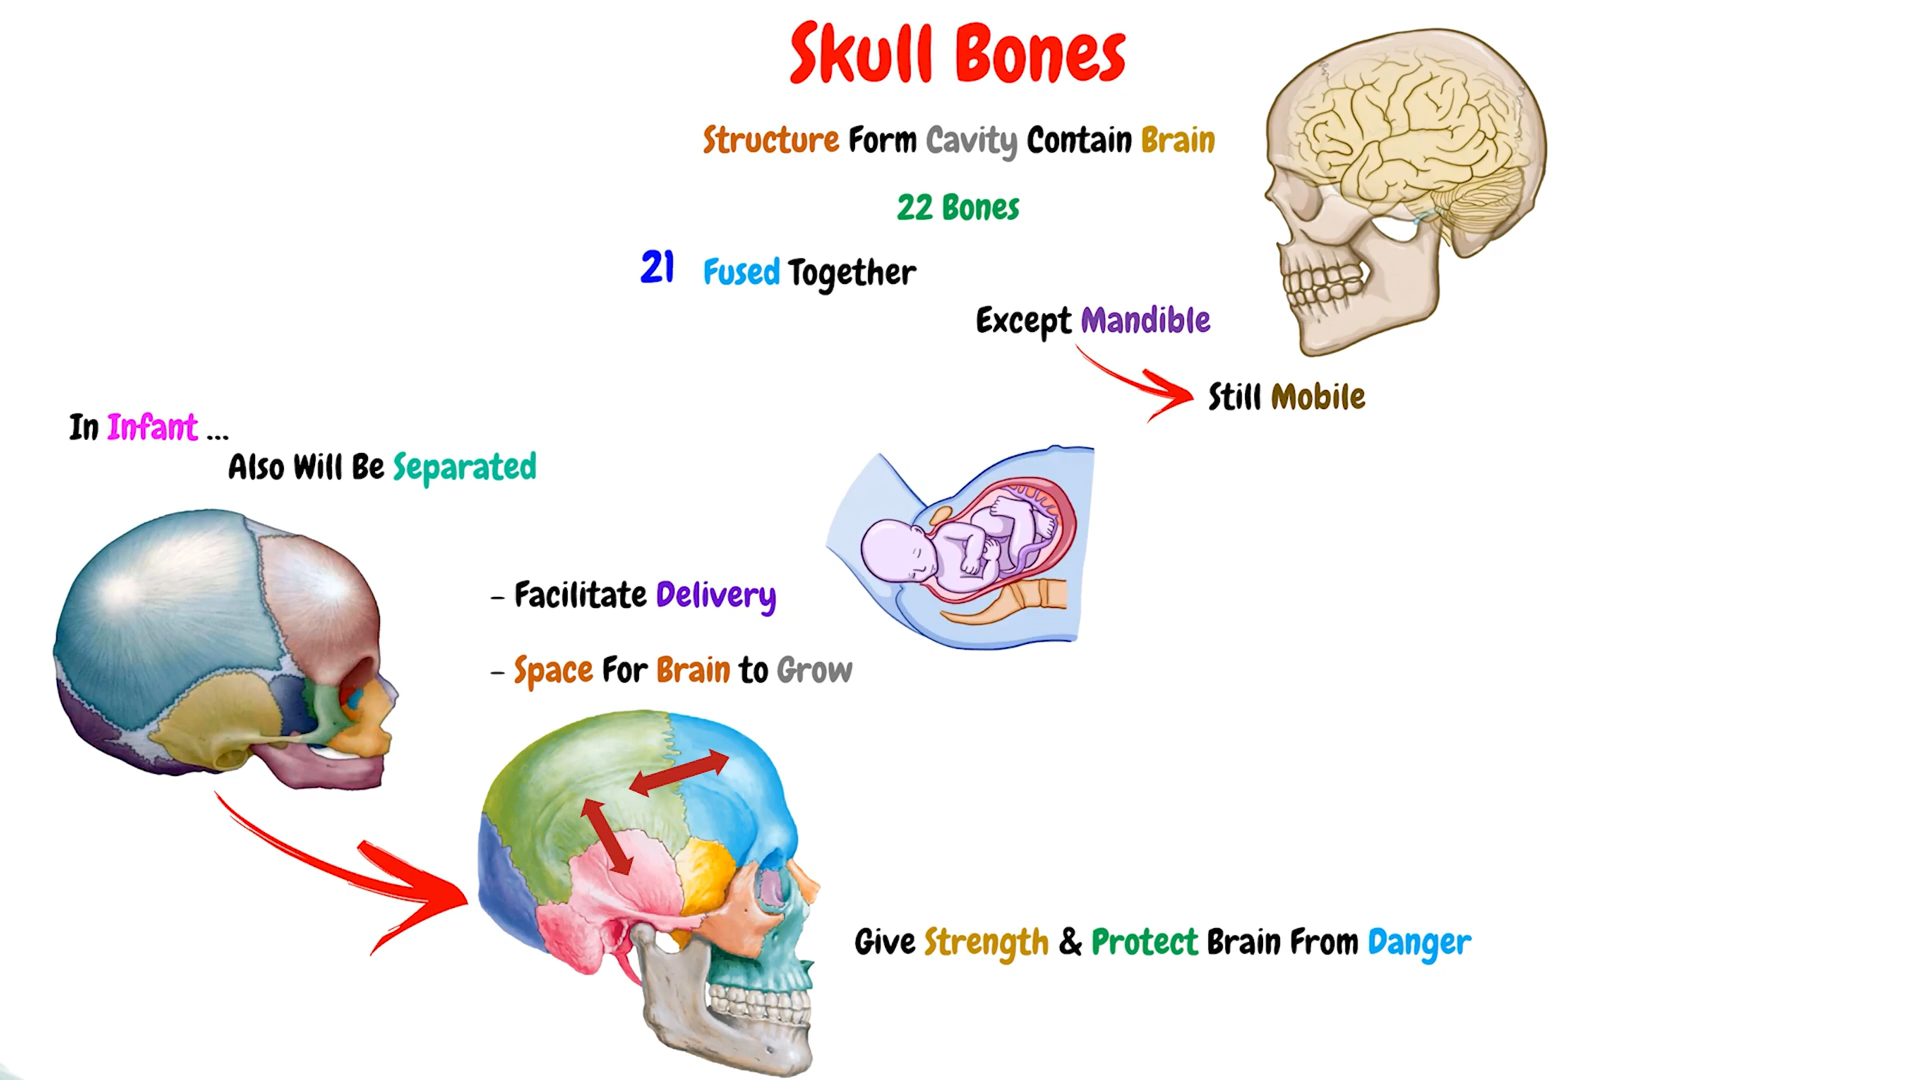 Skull Bones
Structure Form Cavity Contain Brain
22 Bones
21 Fused Together
Except Mandible
Still Mobile
In Infant ...
Also Will Be Separated
- Facilitate Delivery
- Space For Brain to Grow
Give Strength & Protect Brain From Danger